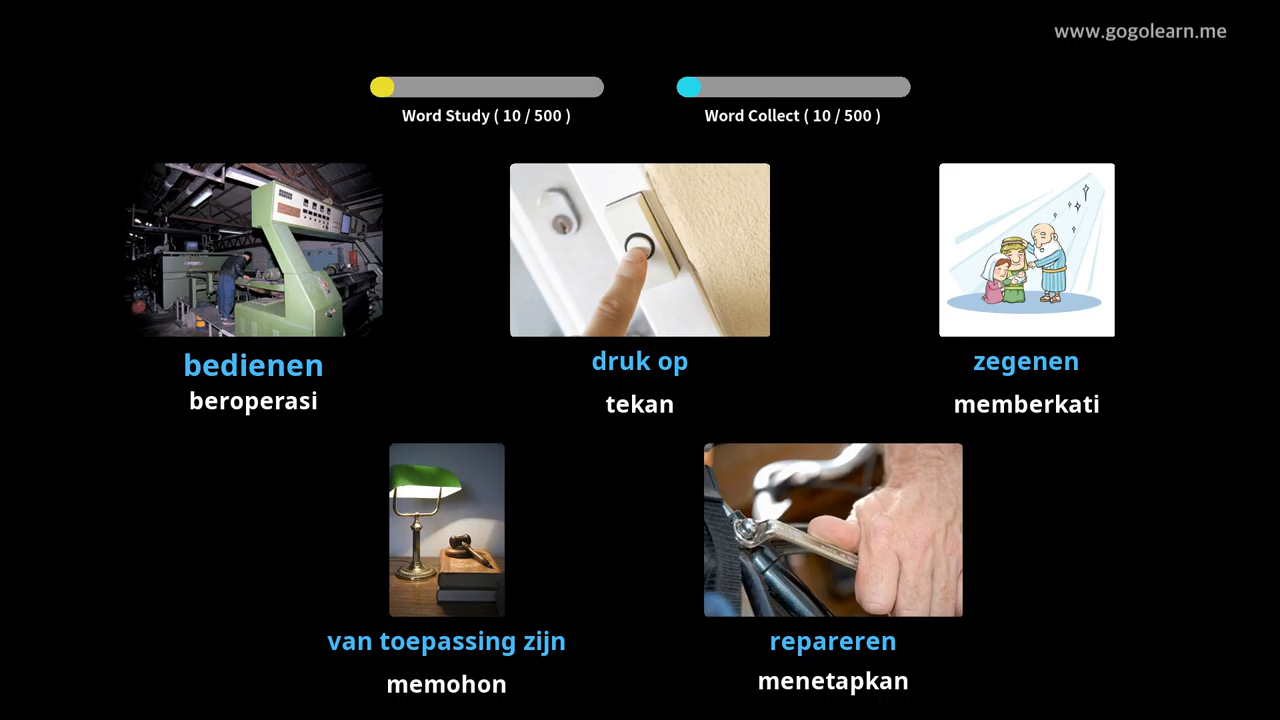 www.gogolearn.me
Word Study ( 10 / 500 )
Word Collect ( 10 / 500 )
bedienen
beroperasi
druk op
tekan
zegenen
memberkati
van toepassing zijn
memohon
repareren
menetapkan